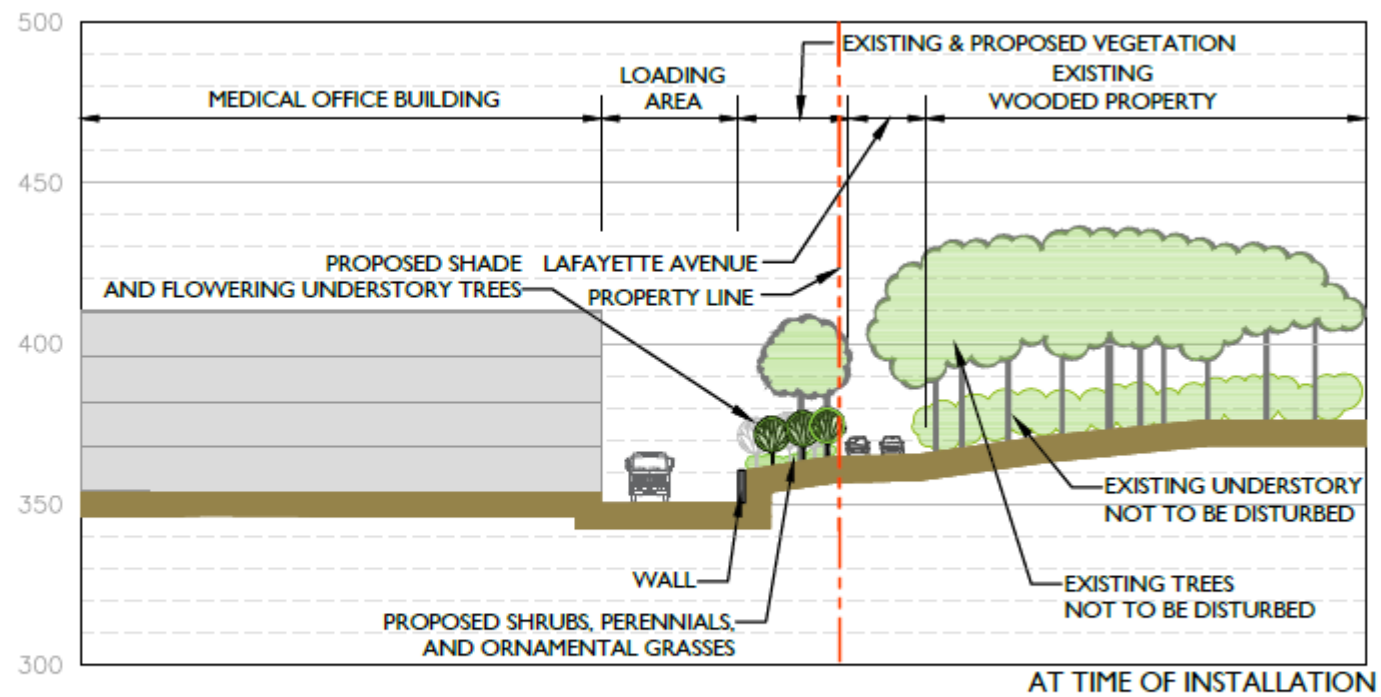 500
EXISTING & PROPOSED VEGETATION
LOADING
AREA
EXISTING
WOODED PROPERTY
MEDICAL OFFICE BUILDING
450
PROPOSED SHADE
AND FLOWERING UNDERSTORY TREES
LAFAYETTE AVENUE
PROPERTY LINE
400
350
EXISTING UNDERSTORY
NOT TO BE DISTURBED
WALL
EXISTING TREES
NOT TO BE DISTURBED
PROPOSED SHRUBS, PERENNIALS,
AND ORNAMENTAL GRASSES
300
AT TIME OF INSTALLATION